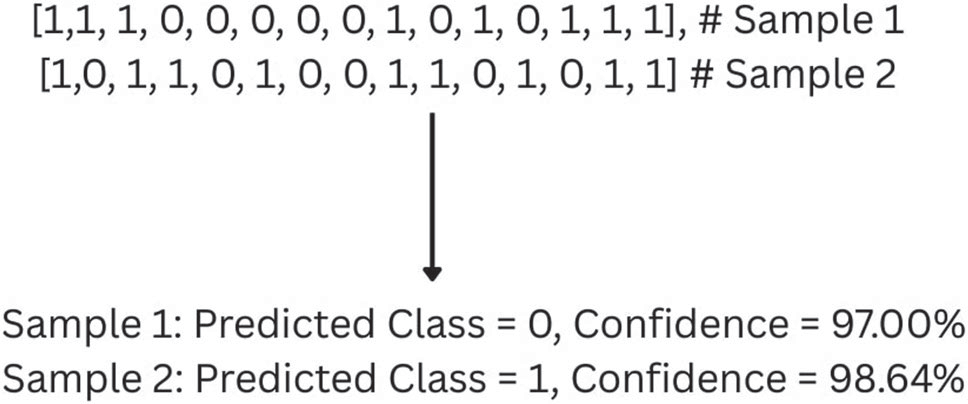 [1,1, 1, 0, 0, 0, 0, 0, 1, 0, 1, 0, 1, 1, 1], # Sample 1
[1,0, 1, 1, 0, 1, 0, 0, 1, 1, 0, 1, 0, 1, 1] # Sample 2
Sample 1: Predicted Class = 0, Confidence = 97.00%
Sample 2: Predicted Class = 1, Confidence = 98.64%